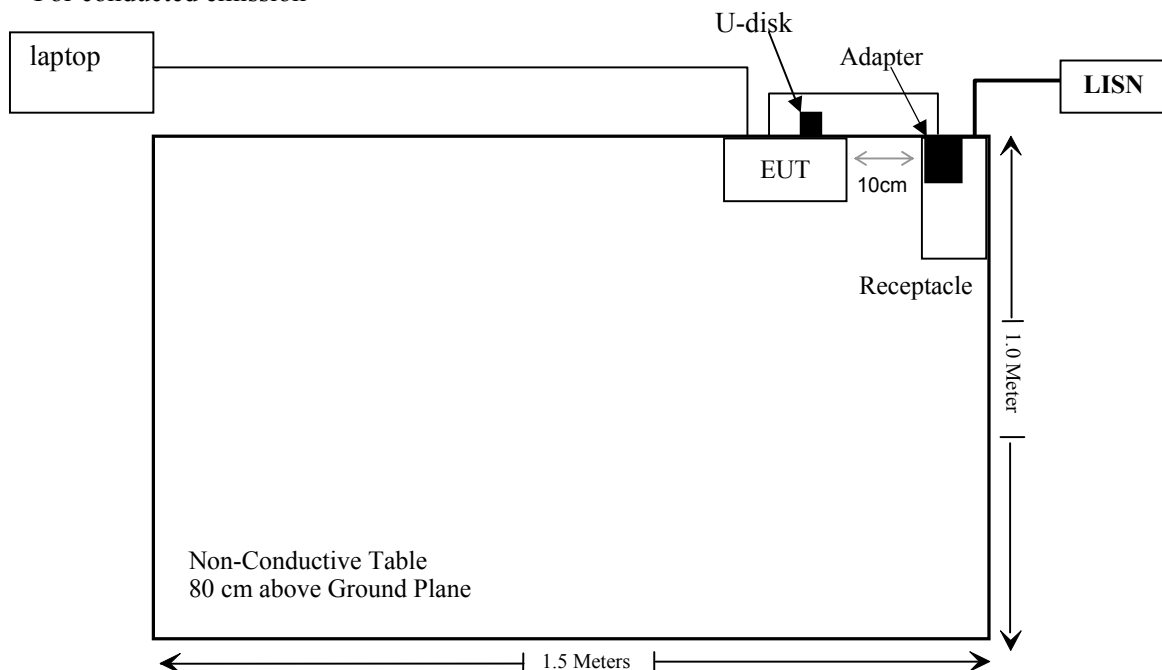 For conducted emission
U-disk
laptop
Adapter
LISN
EUT
10cm
Receptacle
1.0 Meter
Non-Conductive Table
80 cm above Ground Plane
1.5 Meters